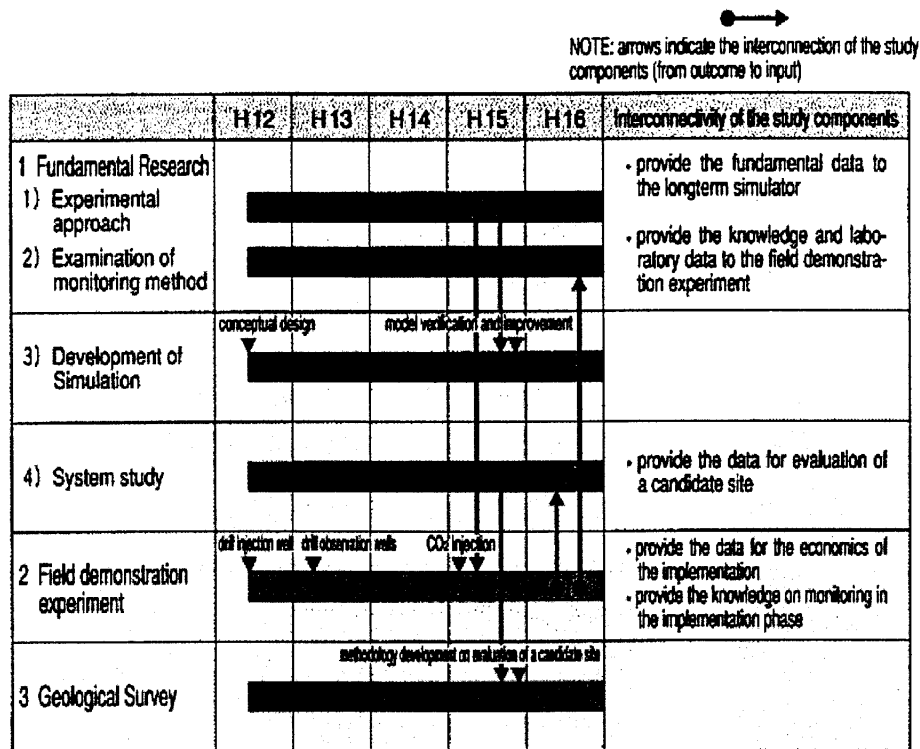 NOTE: arrows indicate the interconnection of the study
components (from outcome to input)
H12 H13 H14 H15 H16 Interconnectivity of the study components
1 Fundamental Research
1) Experimental
approach
2) Examination of
monitoring method
• provide the fundamental data to
the longterm simulator
• provide the knowledge and labo-
ratory data to the field demonstra-
tion experiment
conceptual design
model verification and improvement
3) Development of
Simulation
4) System study
• provide the data for evaluation of
a candidate site
drill injection well
drill observation wells
CO2 injection
2 Field demonstration
experiment
• provide the data for the economics of
the implementation
• provide the knowledge on monitoring in
the implementation phase
methodology development on evaluation of a candidate site
3 Geological Survey